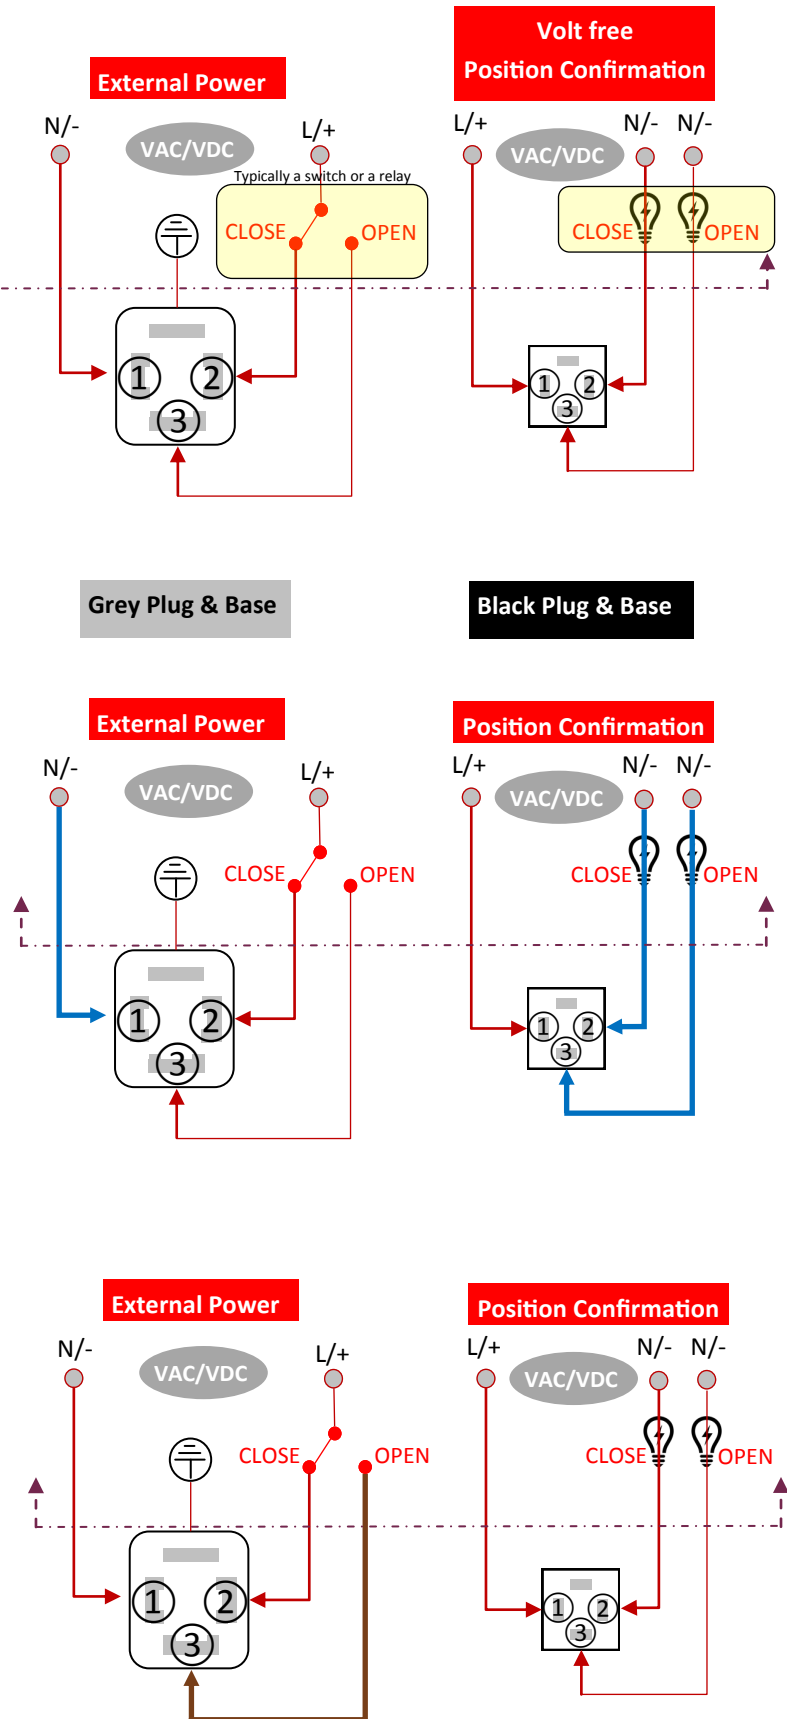 Volt free
Position Confirmation
External Power
N/-
L/+
VAC/VDC
Typically a switch or a relay
CLOSE
OPEN
1
2
3
L/+
N/-
N/-
VAC/VDC
CLOSE
OPEN
1
2
3
Grey Plug & Base
Black Plug & Base
External Power
N/-
L/+
VAC/VDC
CLOSE
OPEN
1
2
3
Position Confirmation
L/+
N/-
N/-
VAC/VDC
CLOSE
OPEN
1
2
3
External Power
N/-
L/+
VAC/VDC
CLOSE
OPEN
1
2
3
Position Confirmation
L/+
N/-
N/-
VAC/VDC
CLOSE
OPEN
1
2
3